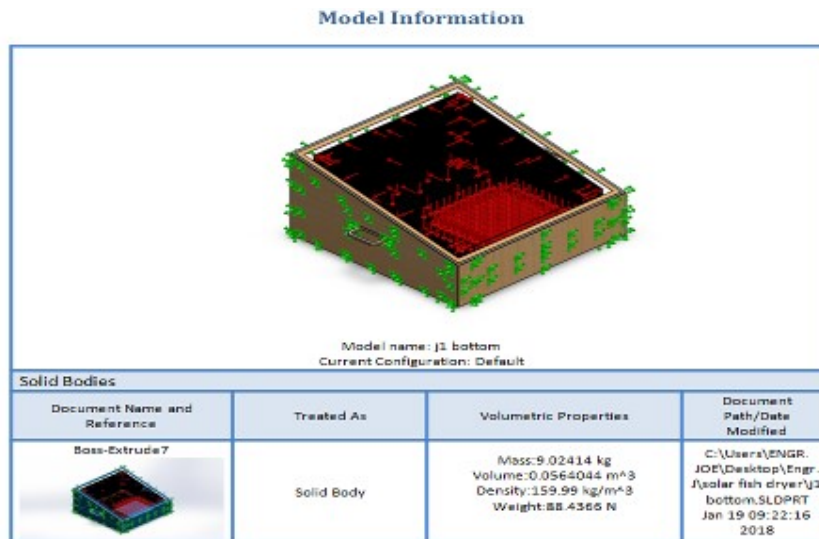 Model Information
Model name: j1 bottom
Current Configuration: Default
Solid Bodies
Document Name and
Reference
Treated As
Volumetric Properties
Document
Path/Date
Modified
Boss-Extrude7
Solid Body
Mass:9.02414 kg
Volume:0.0564044 m^3
Density:159.99 kg/m^3
Weight:88.4366 N
C:\Users\ENGR.
JOE\Desktop\Engr.
J\solar fish dryer\j1
bottom.SLDPRT
Jan 19 09:22:16
2018